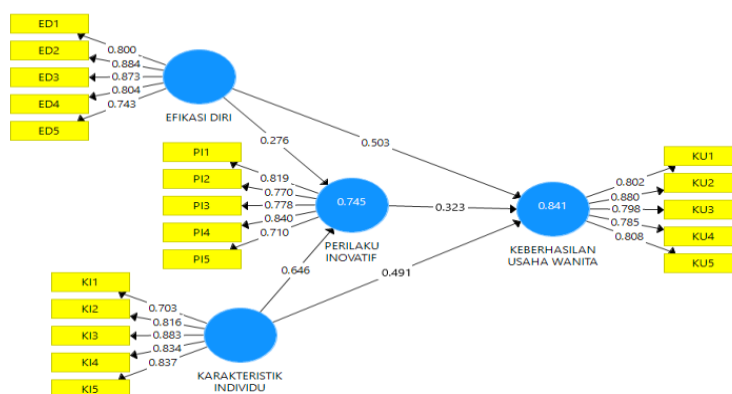 ED1
ED2
ED3
ED4
ED5
0.800
0.884
0.873
0.804
0.743
EFIKASI DIRI
0.276
0.503
PI1
PI2
PI3
PI4
PI5
0.819
0.770
0.778
0.840
0.710
0.745
PERILAKU
INOVATIF
0.323
0.646
0.491
0.841
KEBERHASILAN
USAHA WANITA
0.802
0.880
0.798
0.785
0.808
KU1
KU2
KU3
KU4
KU5
KI1
KI2
KI3
KI4
KI5
0.703
0.816
0.883
0.834
0.837
KARAKTERISTIK
INDIVIDU